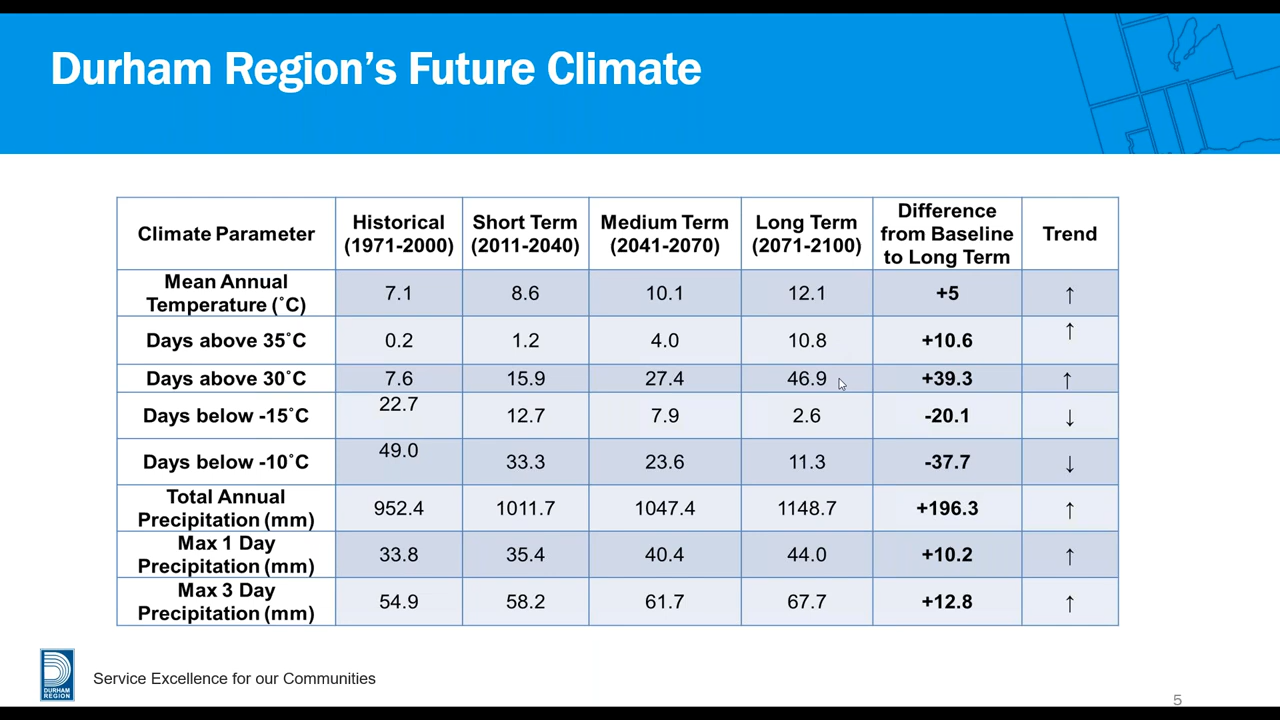 Durham Region's Future Climate
Climate Parameter
Historical
(1971-2000)
Short Term
(2011-2040)
Medium Term
(2041-2070)
Long Term
(2071-2100)
Difference
from Baseline
to Long Term
Trend
Mean Annual
Temperature (˚C)
7.1
8.6
10.1
12.1
+5
↑
Days above 35˚C
0.2
1.2
4.0
10.8
+10.6
↑
Days above 30˚C
7.6
15.9
27.4
46.9
+39.3
↑
Days below -15˚C
22.7
12.7
7.9
2.6
-20.1
↓
Days below -10˚C
49.0
33.3
23.6
11.3
-37.7
↓
Total Annual
Precipitation (mm)
952.4
1011.7
1047.4
1148.7
+196.3
↑
Max 1 Day
Precipitation (mm)
33.8
35.4
40.4
44.0
+10.2
↑
Max 3 Day
Precipitation (mm)
54.9
58.2
61.7
67.7
+12.8
↑
DURHAM
REGION
Service Excellence for our Communities
5